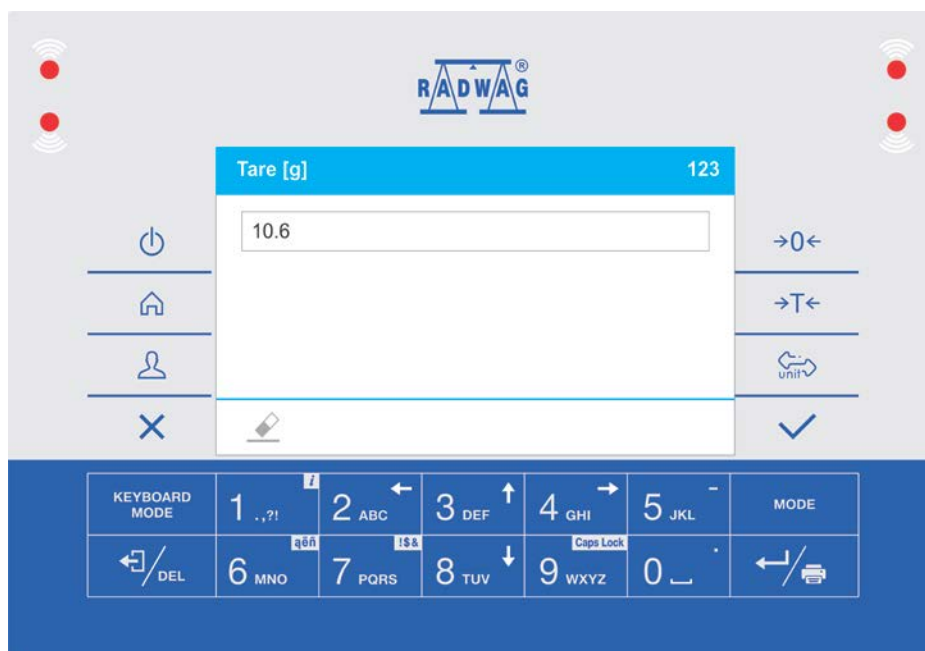 RADWAG®
Tare [g] 123
10.6
→0←
→T←
unit
KEYBOARD MODE
1 .,?! i
2 ABC ←
3 DEF ↑
4 GHI →
5 JKL -
MODE
DEL
6 MNO ąëñ
7 PQRS !$&
8 TUV ↓
9 WXYZ Caps Lock
0 .